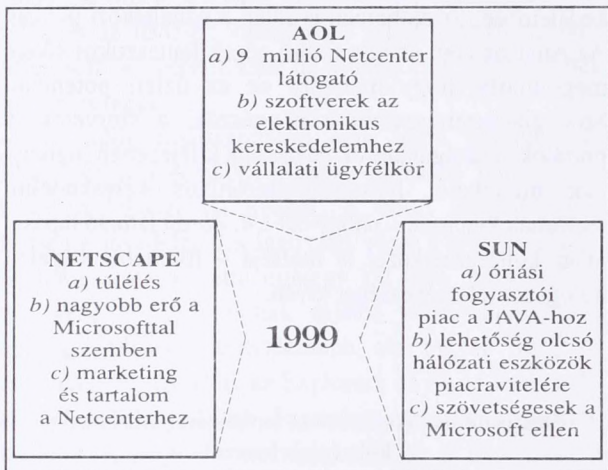 AOL
a) 9 millió Netcenter
látogató
b) szoftverek az
elektronikus
kereskedelemhez
c) vállalati ügyfélkör
NETSCAPE
a) túlélés
b) nagyobb erő a
Microsofttal
szemben
c) marketing
és tartalom
a Netcenterhez
1999
SUN
a) óriási
fogyasztói
piac a JAVA-hoz
b) lehetőség olcsó
hálózati eszközök
piacravitelére
c) szövetségesek a
Microsoft ellen